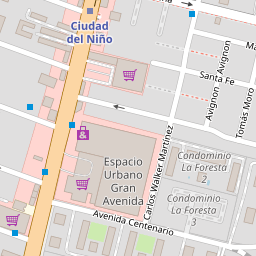 Ciudad
del Niño
Avignon
Ma
Santa Fe
Avignon
Tomás Moro
Carlos Walker Martínez
Condominio
La Foresta
2
Espacio
Urbano
Gran
Avenida
Condominio
La Foresta
3
Avenida Centenario